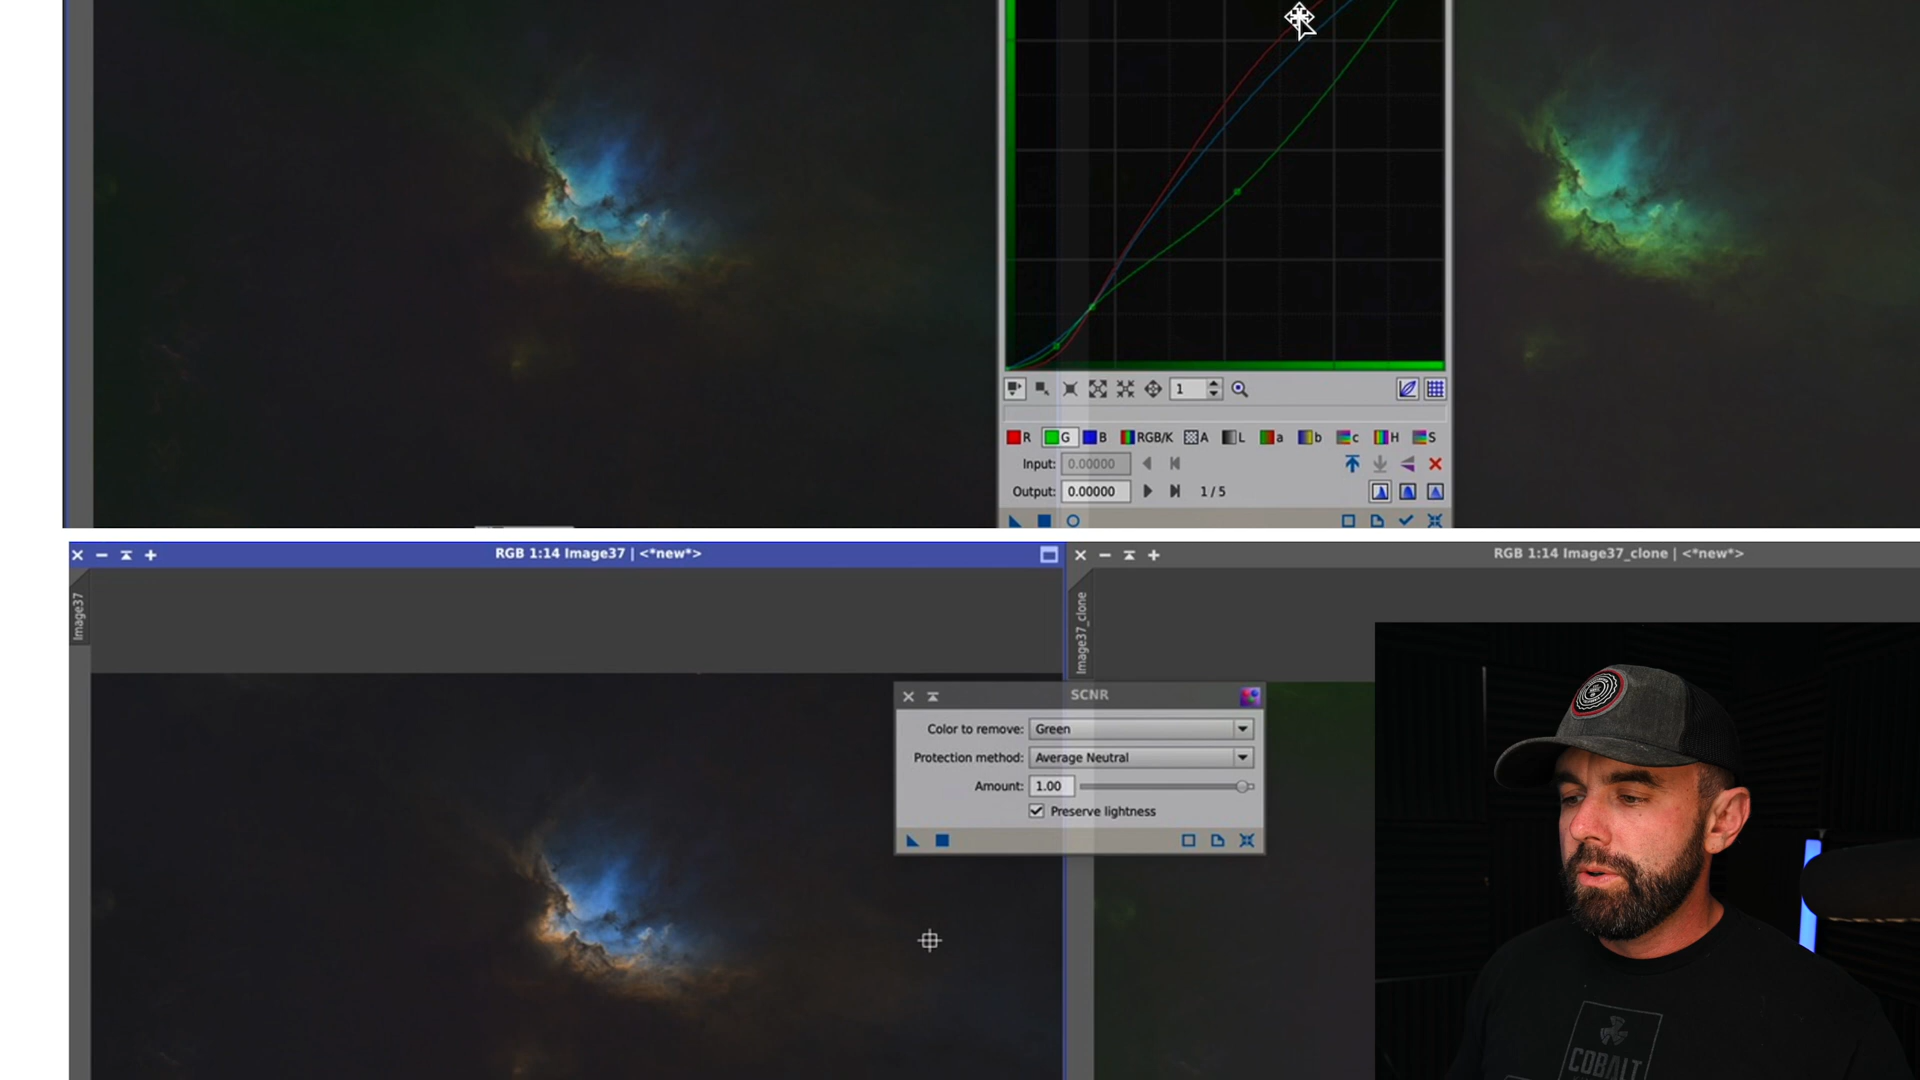 1
R G B RGB/K A L a b c H S
Input: 0.00000
Output: 0.00000 1 / 5
RGB 1:14 Image37 | <*new*>
RGB 1:14 Image37_clone | <*new*>
Image37
Image37_clone
SCNR
Color to remove: Green
Protection method: Average Neutral
Amount: 1.00
Preserve lightness
COBALT